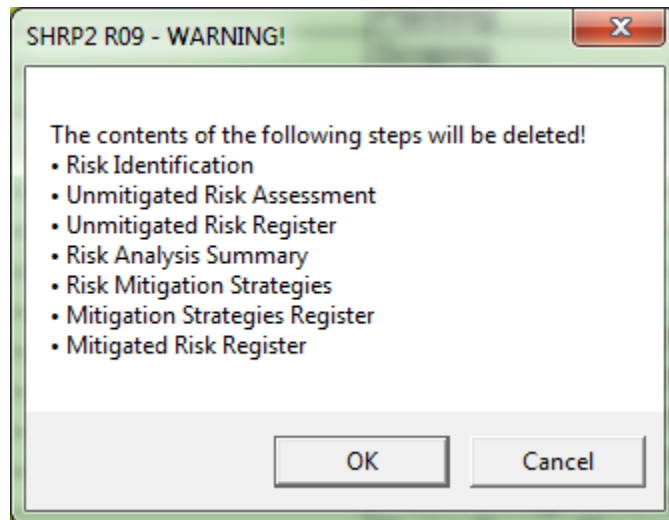 SHRP2 R09 - WARNING!
The contents of the following steps will be deleted!
• Risk Identification
• Unmitigated Risk Assessment
• Unmitigated Risk Register
• Risk Analysis Summary
• Risk Mitigation Strategies
• Mitigation Strategies Register
• Mitigated Risk Register
OK Cancel